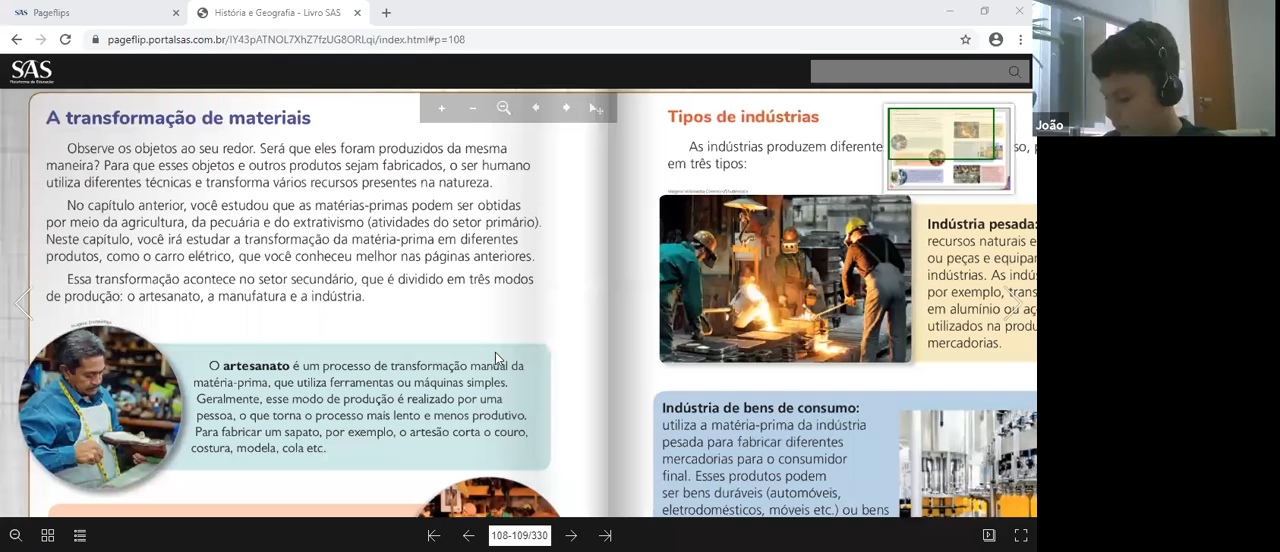 Pageflips
História e Geografia - Livro SAS
pageflip.portalsas.com.br/IY43pATNOL7XhZ7fzUG8ORLqi/index.html#p=108
SAS
João
A transformação de materiais
Observe os objetos ao seu redor. Será que eles foram produzidos da mesma
maneira? Para que esses objetos e outros produtos sejam fabricados, o ser humano
utiliza diferentes técnicas e transforma vários recursos presentes na natureza.
No capítulo anterior, você estudou que as matérias-primas podem ser obtidas
por meio da agricultura, da pecuária e do extrativismo (atividades do setor primário).
Neste capítulo, você irá estudar a transformação da matéria-prima em diferentes
produtos, como o carro elétrico, que você conheceu melhor nas páginas anteriores.
Essa transformação acontece no setor secundário, que é dividido em três modos
de produção: o artesanato, a manufatura e a indústria.
O artesanato é um processo de transformação manual da
matéria-prima, que utiliza ferramentas ou máquinas simples.
Geralmente, esse modo de produção é realizado por uma
pessoa, o que torna o processo mais lento e menos produtivo.
Para fabricar um sapato, por exemplo, o artesão corta o couro,
costura, modela, cola etc.
Tipos de indústrias
As indústrias produzem diferente
em três tipos:
Indústria pesada:
recursos naturais e
ou peças e equipar
indústrias. As indú
por exemplo, trans
em alumínio ou aç
utilizados na produ
mercadorias.
Indústria de bens de consumo:
utiliza a matéria-prima da indústria
pesada para fabricar diferentes
mercadorias para o consumidor
final. Esses produtos podem
ser bens duráveis (automóveis,
eletrodomésticos, móveis etc.) ou bens
108-109/330